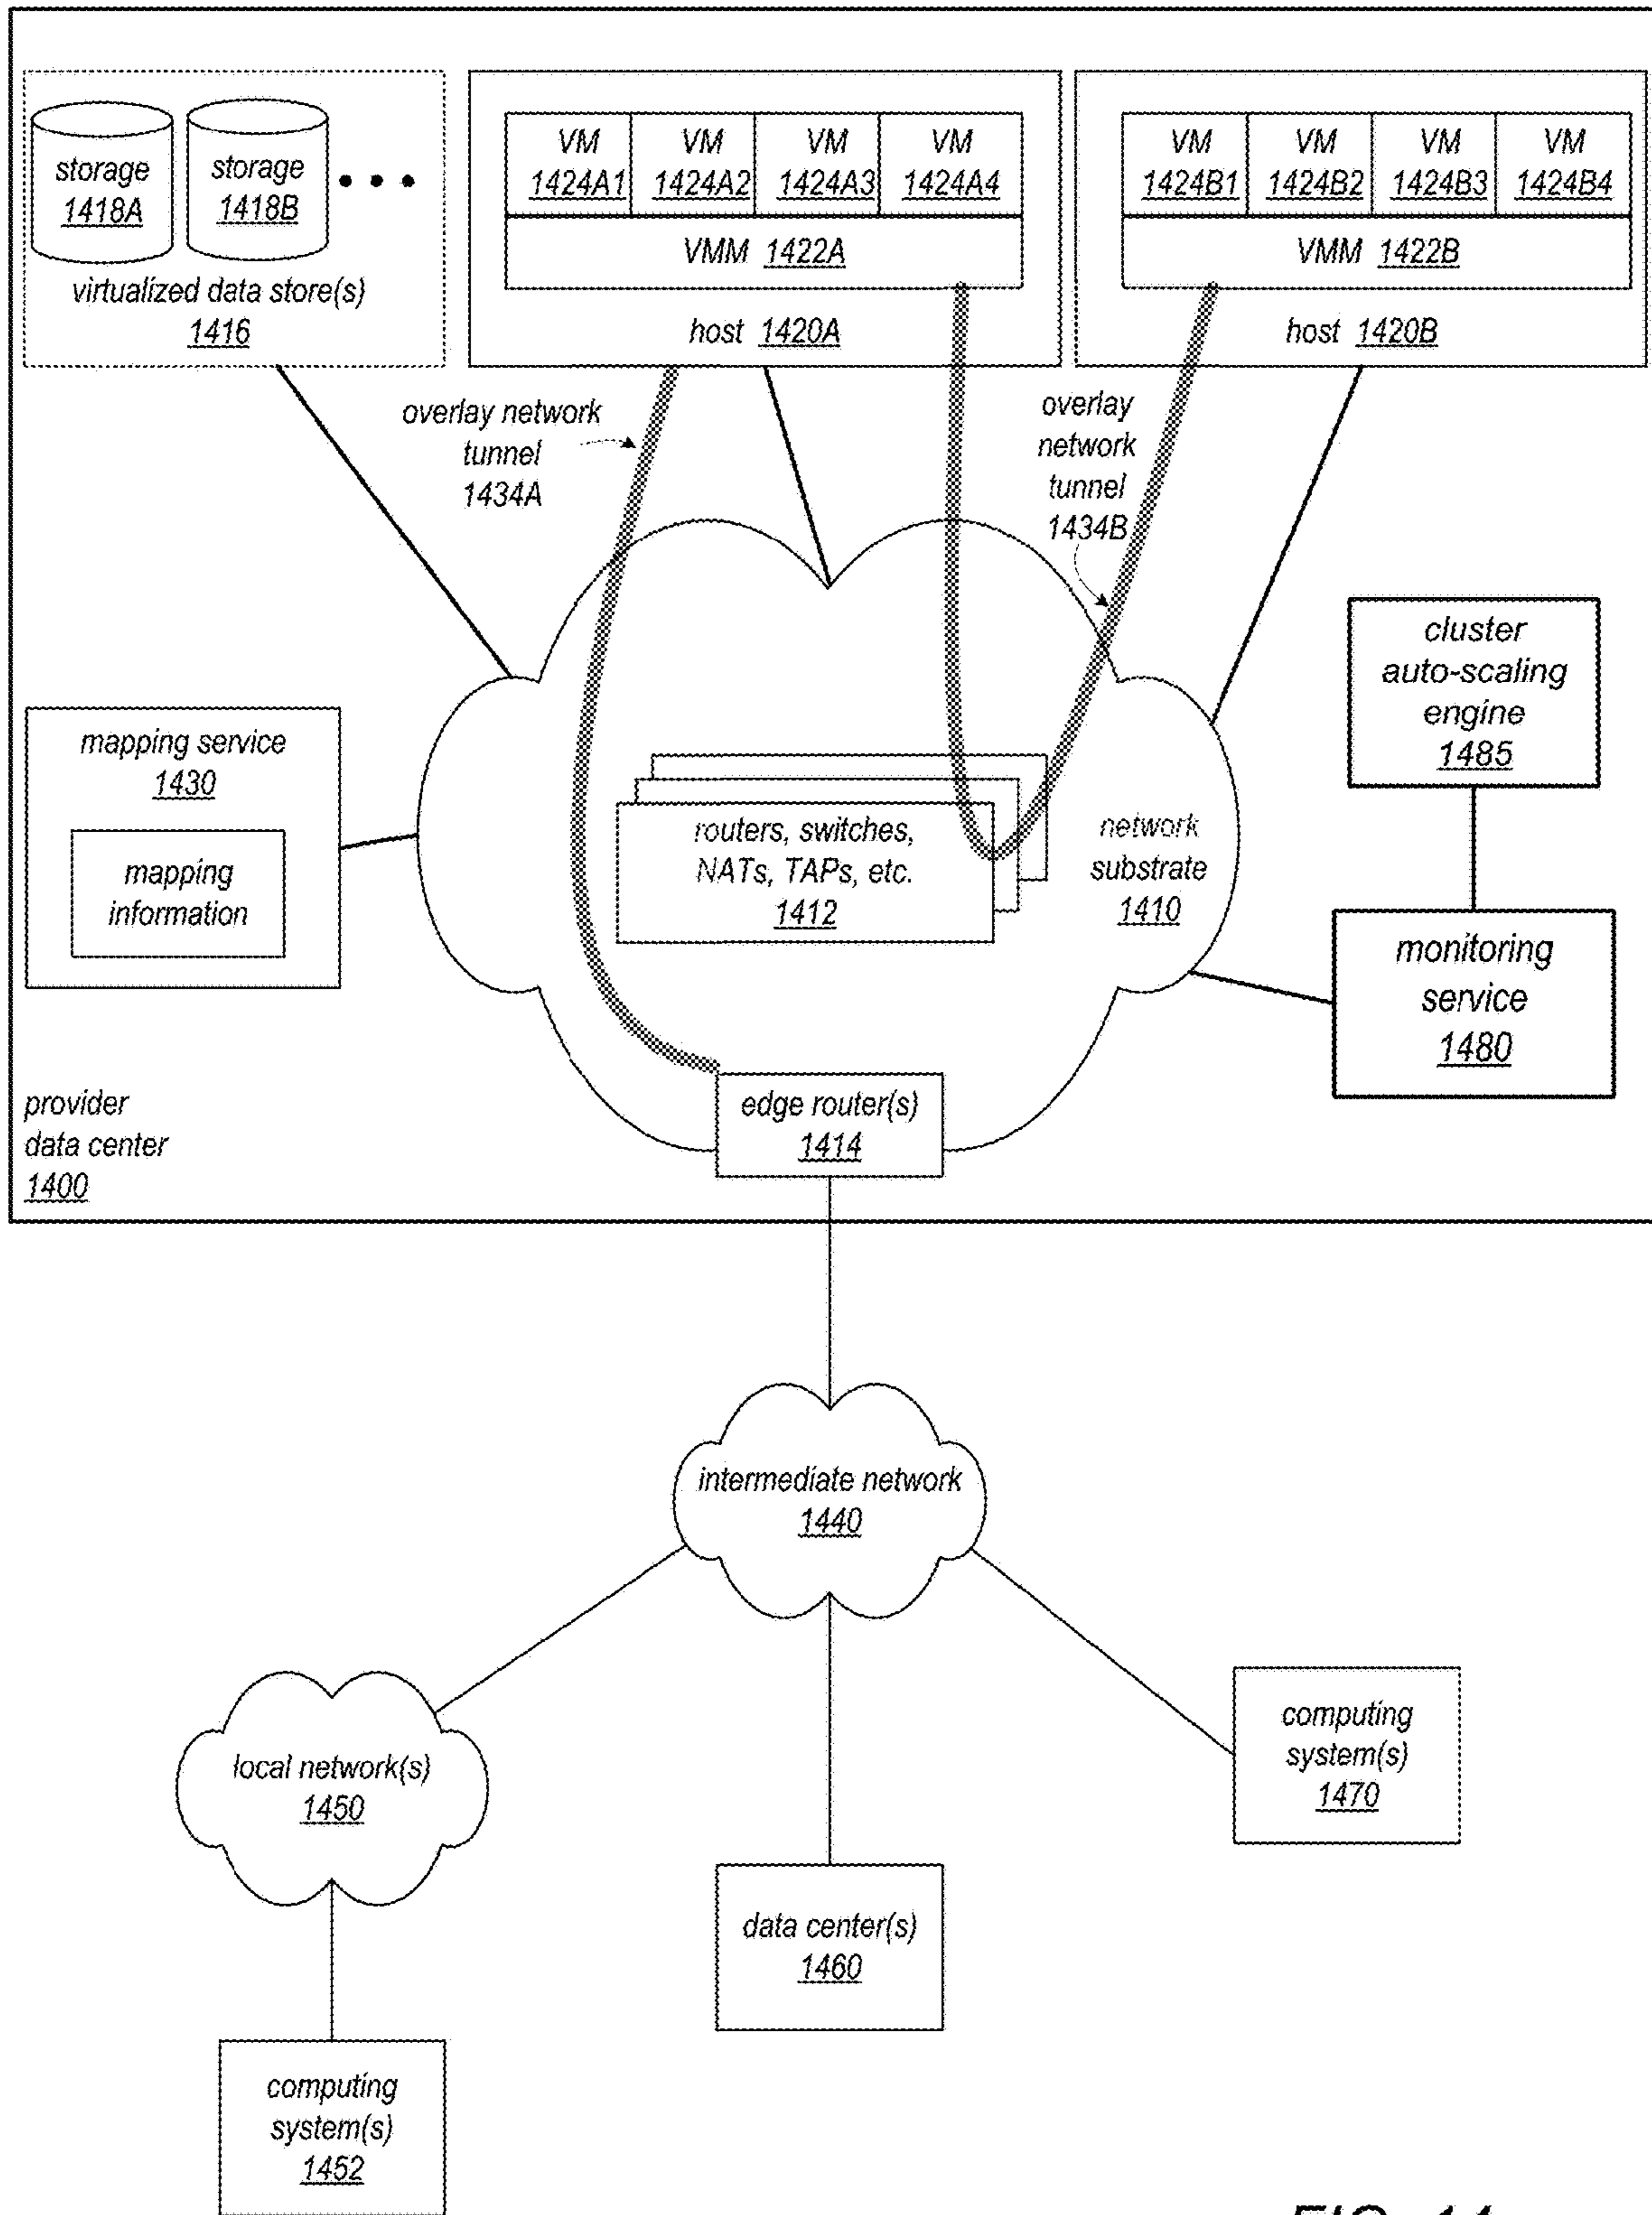 storage
1418A
storage
1418B
virtualized data store(s)
1416
VM
1424A1
VM
1424A2
VM
1424A3
VM
1424A4
VMM 1422A
host 1420A
VM
1424B1
VM
1424B2
VM
1424B3
VM
1424B4
VMM 1422B
host 1420B
overlay network
tunnel
1434A
overlay
network
tunnel
1434B
cluster
auto-scaling
engine
1485
mapping service
1430
mapping
information
routers, switches,
NATs, TAPs, etc.
1412
network
substrate
1410
monitoring
service
1480
edge router(s)
1414
provider
data center
1400
intermediate network
1440
local network(s)
1450
computing
system(s)
1470
data center(s)
1460
computing
system(s)
1452